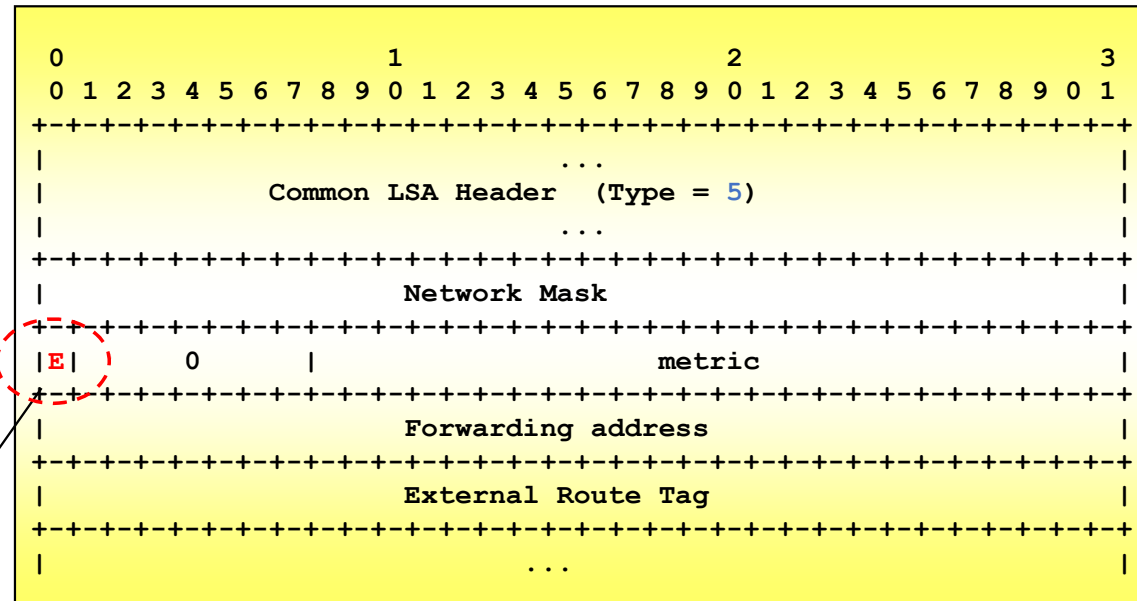 0 1 2 3
0 1 2 3 4 5 6 7 8 9 0 1 2 3 4 5 6 7 8 9 0 1 2 3 4 5 6 7 8 9 0 1
+-+-+-+-+-+-+-+-+-+-+-+-+-+-+-+-+-+-+-+-+-+-+-+-+-+-+-+-+-+-+-+-+
| ... |
| Common LSA Header (Type = 5) |
| ... |
+-+-+-+-+-+-+-+-+-+-+-+-+-+-+-+-+-+-+-+-+-+-+-+-+-+-+-+-+-+-+-+-+
| Network Mask |
+-+-+-+-+-+-+-+-+-+-+-+-+-+-+-+-+-+-+-+-+-+-+-+-+-+-+-+-+-+-+-+-+
|E| 0 | metric |
+-+-+-+-+-+-+-+-+-+-+-+-+-+-+-+-+-+-+-+-+-+-+-+-+-+-+-+-+-+-+-+-+
| Forwarding address |
+-+-+-+-+-+-+-+-+-+-+-+-+-+-+-+-+-+-+-+-+-+-+-+-+-+-+-+-+-+-+-+-+
| External Route Tag |
+-+-+-+-+-+-+-+-+-+-+-+-+-+-+-+-+-+-+-+-+-+-+-+-+-+-+-+-+-+-+-+-+
| ... |